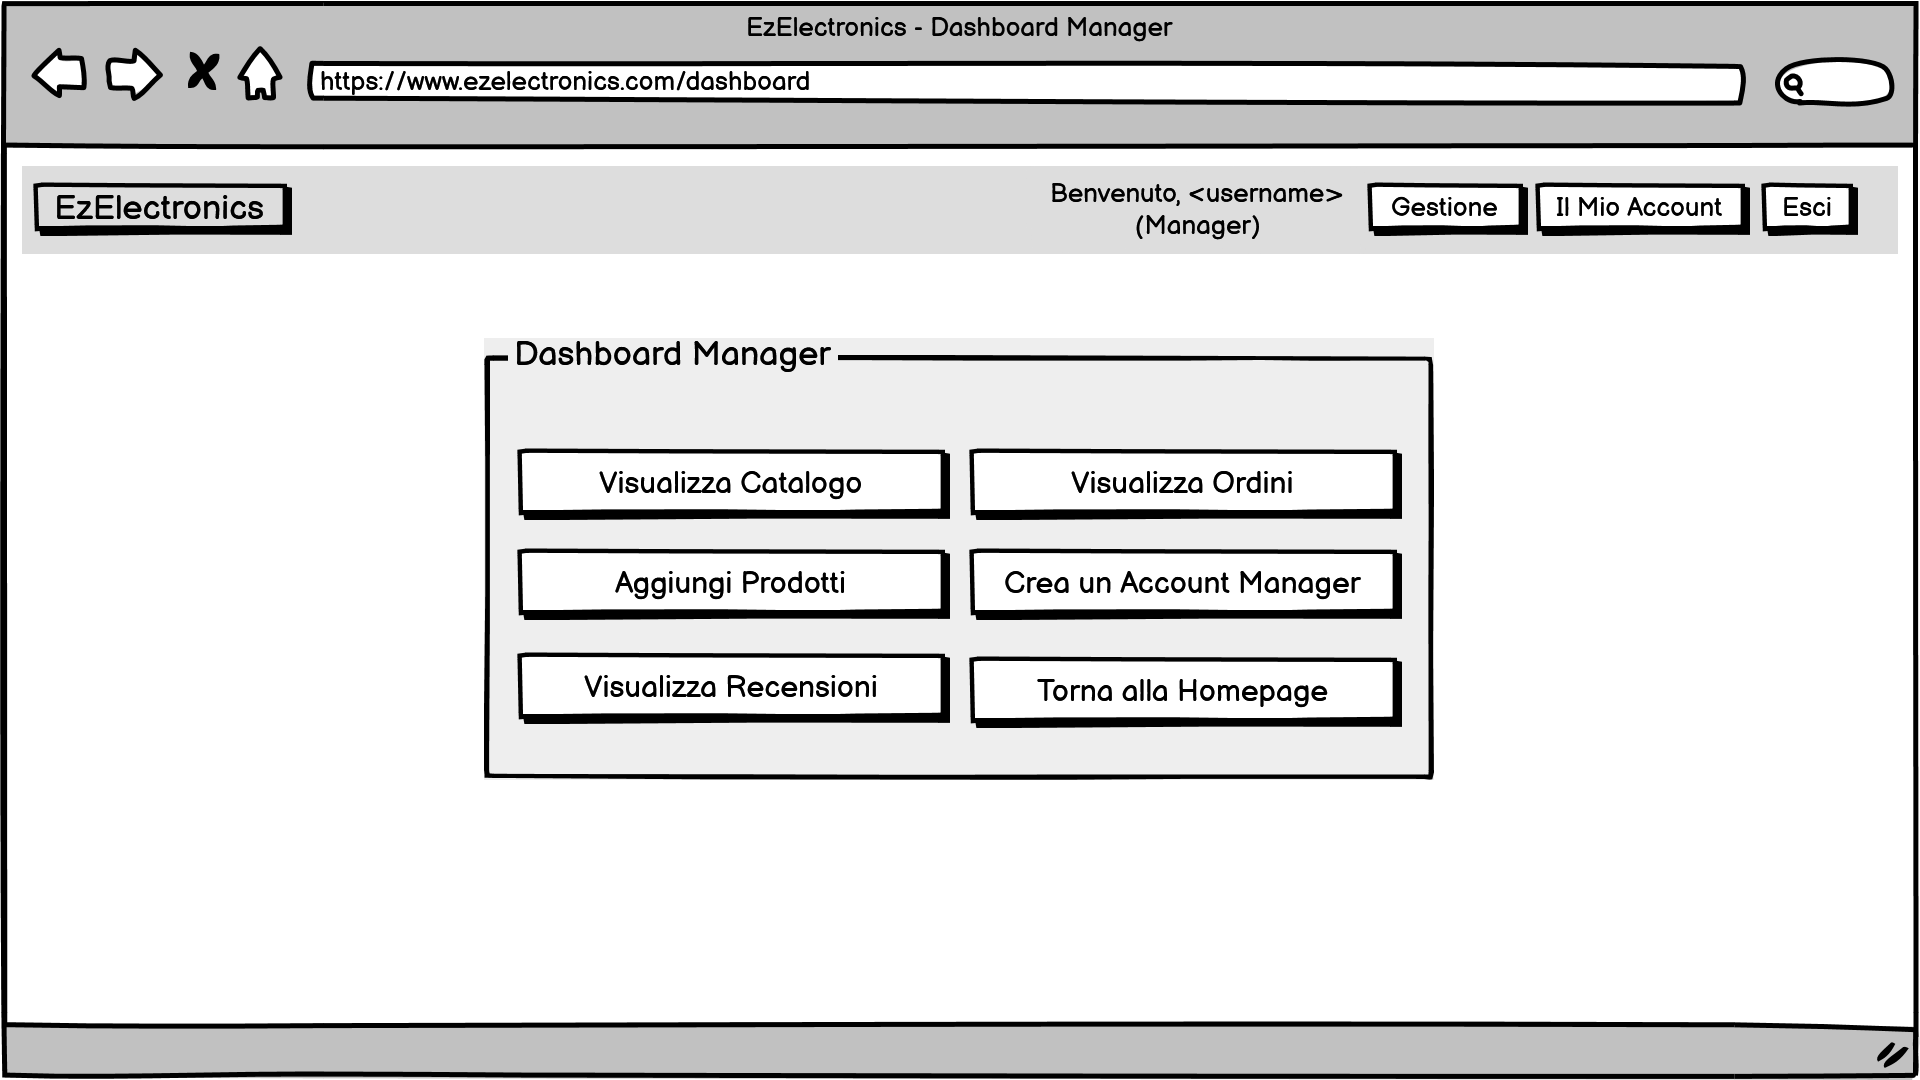 EzElectronics - Dashboard Manager
https://www.ezelectronics.com/dashboard
EzElectronics
Benvenuto, <username>
(Manager)
Gestione
Il Mio Account
Esci
Dashboard Manager
Visualizza Catalogo
Visualizza Ordini
Aggiungi Prodotti
Crea un Account Manager
Visualizza Recensioni
Torna alla Homepage